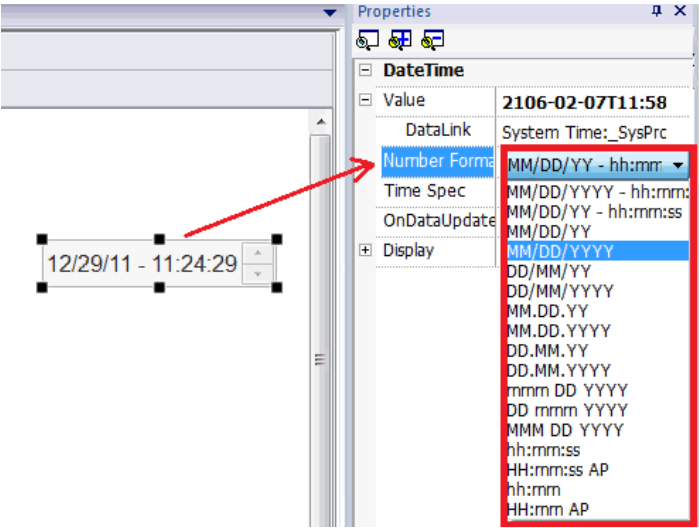 Properties
DateTime
Value 2106-02-07T11:58
DataLink System Time:_SysPrc
Number Forma MM/DD/YY - hh:mm
Time Spec MM/DD/YYYY - hh:mm:
MM/DD/YY - hh:mm:ss
OnDataUpdate MM/DD/YY
Display MM/DD/YYYY
12/29/11 - 11:24:29
DD/MM/YY
DD/MM/YYYY
MM.DD.YY
MM.DD.YYYY
DD.MM.YY
DD.MM.YYYY
mmm DD YYYY
DD mmm YYYY
MMM DD YYYY
hh:mm:ss
HH:mm:ss AP
hh:mm
HH:mm AP